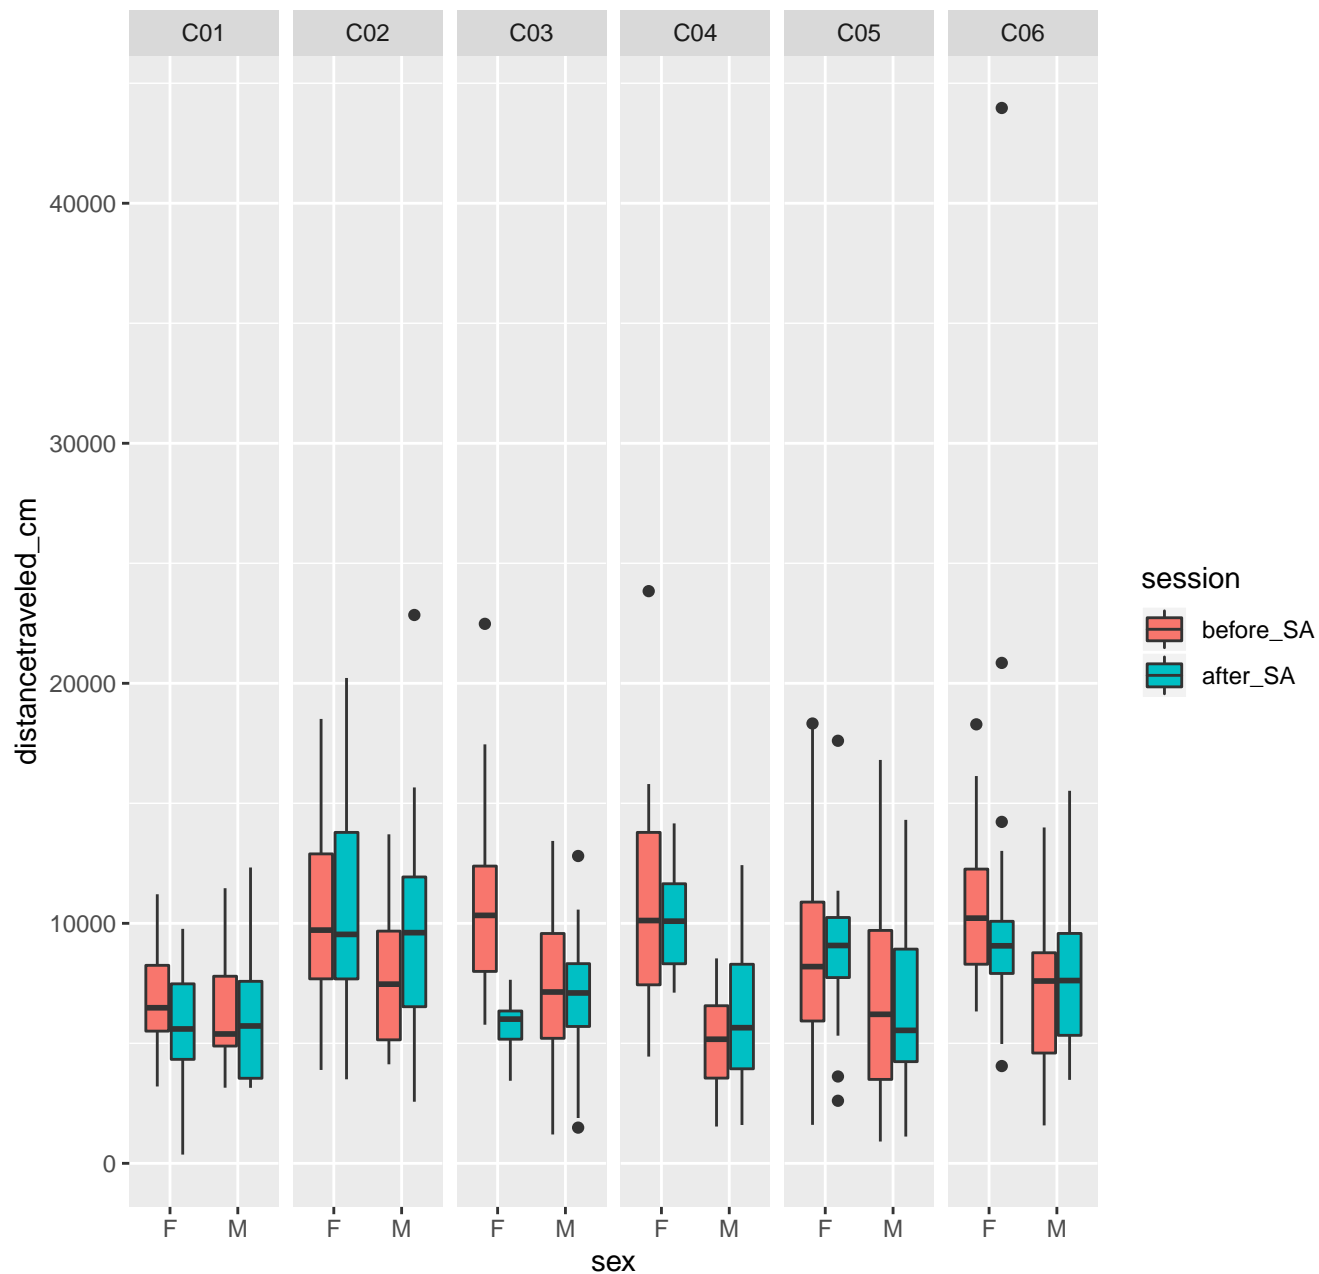 C01 C02 C03 C04 C05 C06
40000
30000
20000
10000
0
distancetraveled_cm
F M F M F M F M F M F M
sex
session
before_SA
after_SA